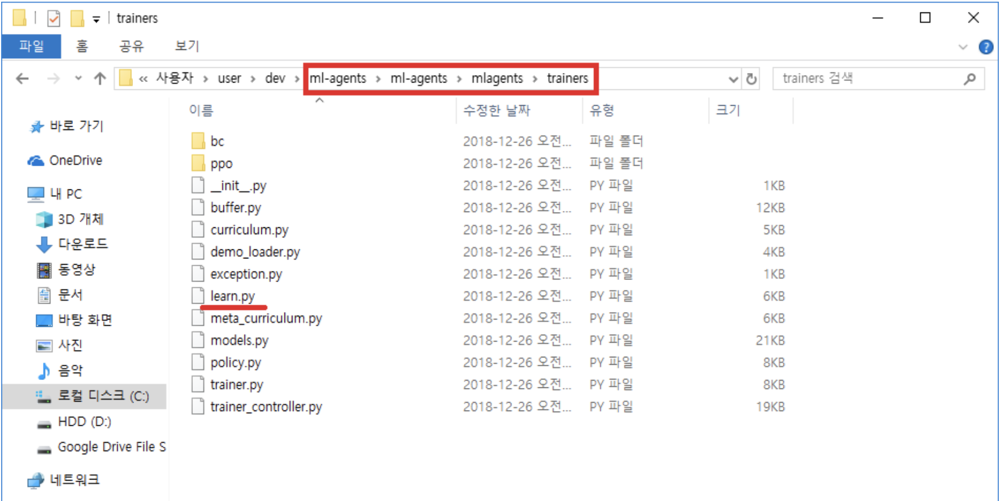 trainers
파일 홈 공유 보기
« 사용자 › user › dev › ml-agents › ml-agents › mlagents › trainers
trainers 검색
바로 가기
OneDrive
내 PC
3D 개체
다운로드
동영상
문서
바탕 화면
사진
음악
로컬 디스크 (C:)
HDD (D:)
Google Drive File S
네트워크
이름 수정한 날짜 유형 크기
bc 2018-12-26 오전... 파일 폴더
ppo 2018-12-26 오전... 파일 폴더
__init__.py 2018-12-26 오전... PY 파일 1KB
buffer.py 2018-12-26 오전... PY 파일 12KB
curriculum.py 2018-12-26 오전... PY 파일 5KB
demo_loader.py 2018-12-26 오전... PY 파일 4KB
exception.py 2018-12-26 오전... PY 파일 1KB
learn.py 2018-12-26 오전... PY 파일 6KB
meta_curriculum.py 2018-12-26 오전... PY 파일 6KB
models.py 2018-12-26 오전... PY 파일 21KB
policy.py 2018-12-26 오전... PY 파일 8KB
trainer.py 2018-12-26 오전... PY 파일 8KB
trainer_controller.py 2018-12-26 오전... PY 파일 19KB